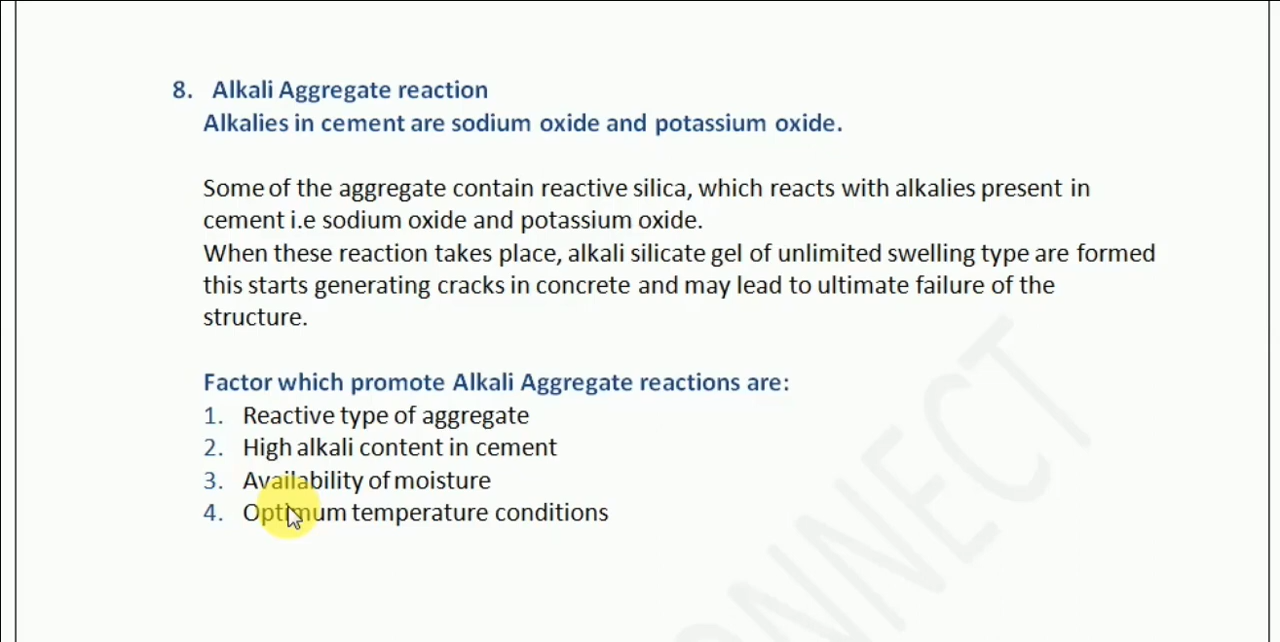 8. Alkali Aggregate reaction
Alkalies in cement are sodium oxide and potassium oxide.
Some of the aggregate contain reactive silica, which reacts with alkalies present in
cement i.e sodium oxide and potassium oxide.
When these reaction takes place, alkali silicate gel of unlimited swelling type are formed
this starts generating cracks in concrete and may lead to ultimate failure of the
structure.
Factor which promote Alkali Aggregate reactions are:
1. Reactive type of aggregate
2. High alkali content in cement
3. Availability of moisture
4. Optimum temperature conditions